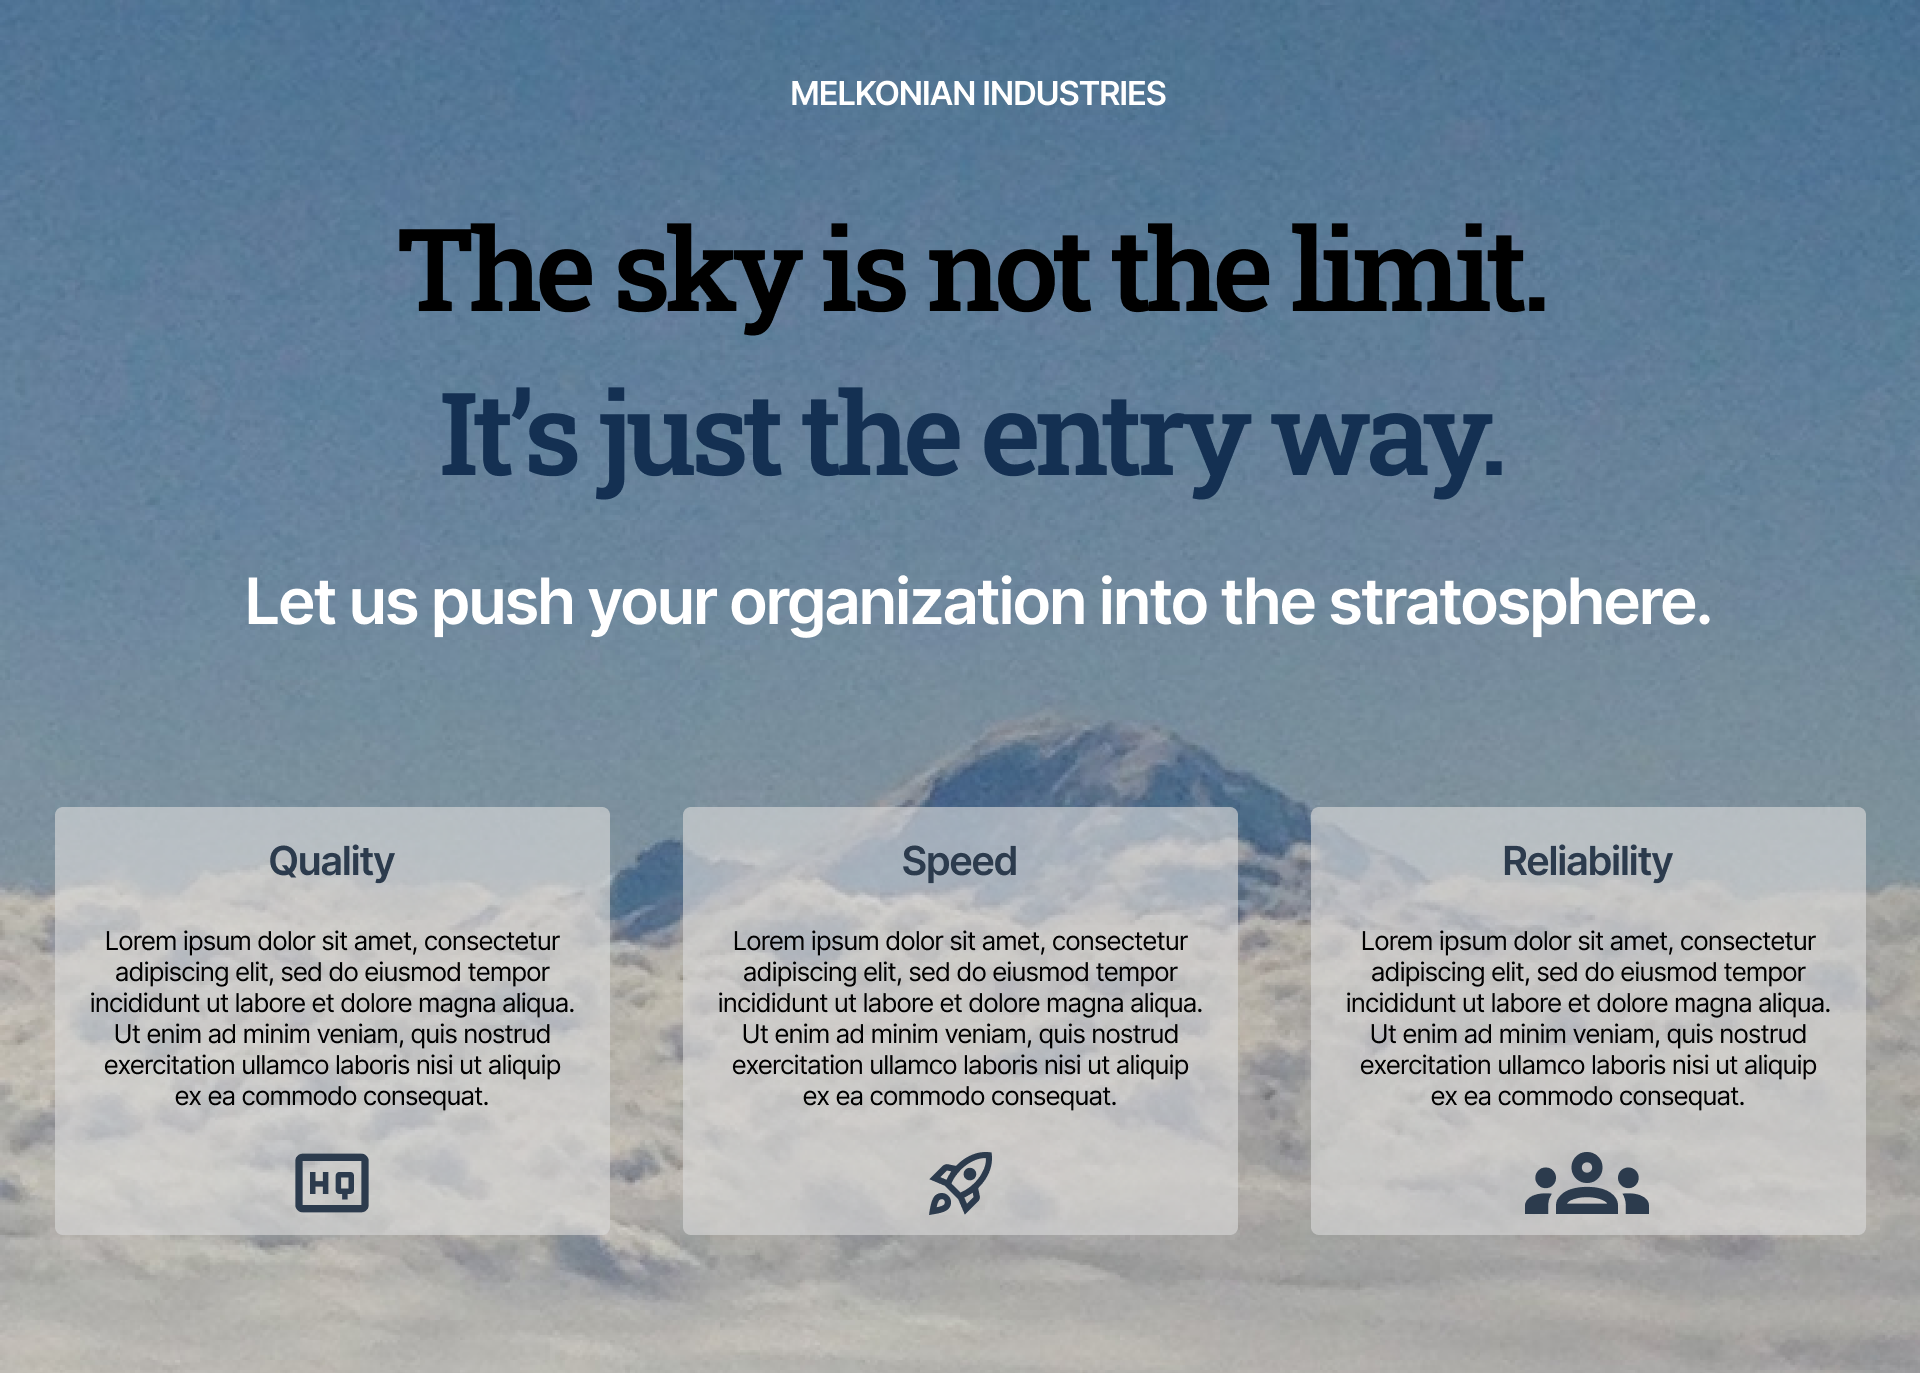 MELKONIAN INDUSTRIES
The sky is not the limit.
It’s just the entry way.
Let us push your organization into the stratosphere.
Quality
Lorem ipsum dolor sit amet, consectetur
adipiscing elit, sed do eiusmod tempor
incididunt ut labore et dolore magna aliqua.
Ut enim ad minim veniam, quis nostrud
exercitation ullamco laboris nisi ut aliquip
ex ea commodo consequat.
HQ
Speed
Lorem ipsum dolor sit amet, consectetur
adipiscing elit, sed do eiusmod tempor
incididunt ut labore et dolore magna aliqua.
Ut enim ad minim veniam, quis nostrud
exercitation ullamco laboris nisi ut aliquip
ex ea commodo consequat.
Reliability
Lorem ipsum dolor sit amet, consectetur
adipiscing elit, sed do eiusmod tempor
incididunt ut labore et dolore magna aliqua.
Ut enim ad minim veniam, quis nostrud
exercitation ullamco laboris nisi ut aliquip
ex ea commodo consequat.